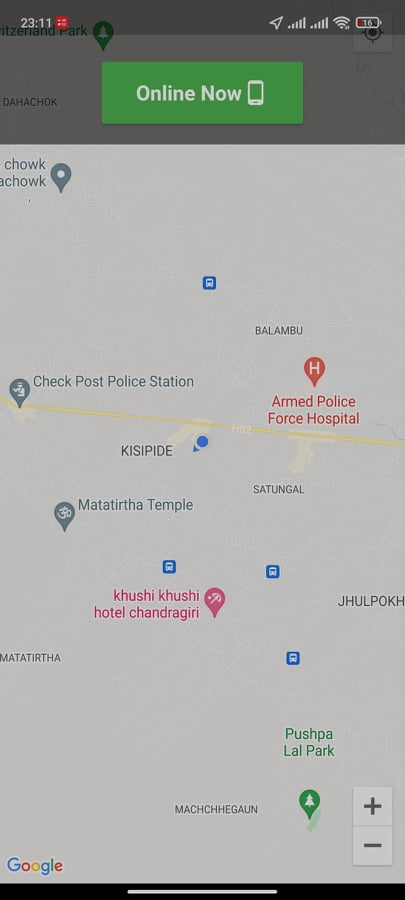 23:11
16
witzerland Park
DAHACHOK
Online Now
chowk
achowk
,
BALAMBU
Check Post Police Station
H
Armed Police
Force Hospital
H02
KISIPIDE
SATUNGAL
Matatirtha Temple
ॐ
khushi khushi
hotel chandragiri
JHULPOKH
MATATIRTHA
Pushpa
Lal Park
MACHCHHEGAUN
+
−
Google